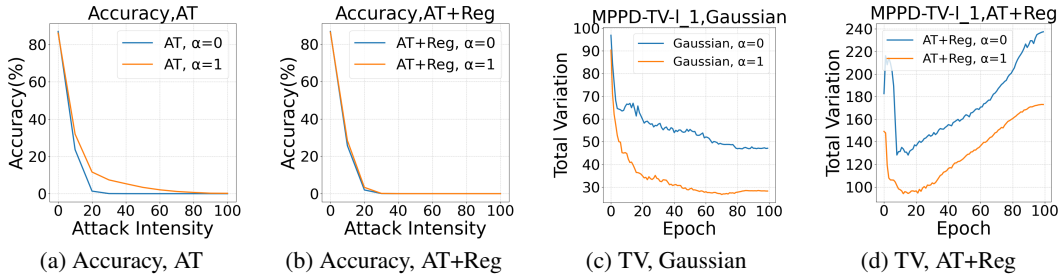 Accuracy,AT
Accuracy(%)
80
60
40
20
0
AT, α=0
AT, α=1
0 20 40 60 80 100
Attack Intensity
(a) Accuracy, AT
Accuracy,AT+Reg
Accuracy(%)
80
60
40
20
0
AT+Reg, α=0
AT+Reg, α=1
0 20 40 60 80 100
Attack Intensity
(b) Accuracy, AT+Reg
MPPD-TV-l_1,Gaussian
Total Variation
100
90
80
70
60
50
40
30
Gaussian, α=0
Gaussian, α=1
0 20 40 60 80 100
Epoch
(c) TV, Gaussian
MPPD-TV-l_1,AT+Reg
Total Variation
240
220
200
180
160
140
120
100
AT+Reg, α=0
AT+Reg, α=1
0 20 40 60 80 100
Epoch
(d) TV, AT+Reg